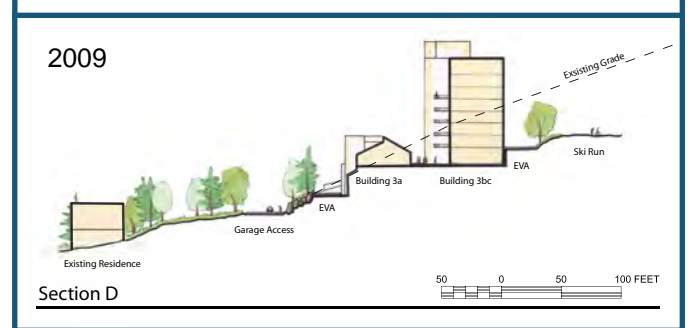 2009
Exsisting Grade
Ski Run
EVA
Building 3a
Building 3bc
EVA
Garage Access
Existing Residence
50 0 50 100 FEET
Section D